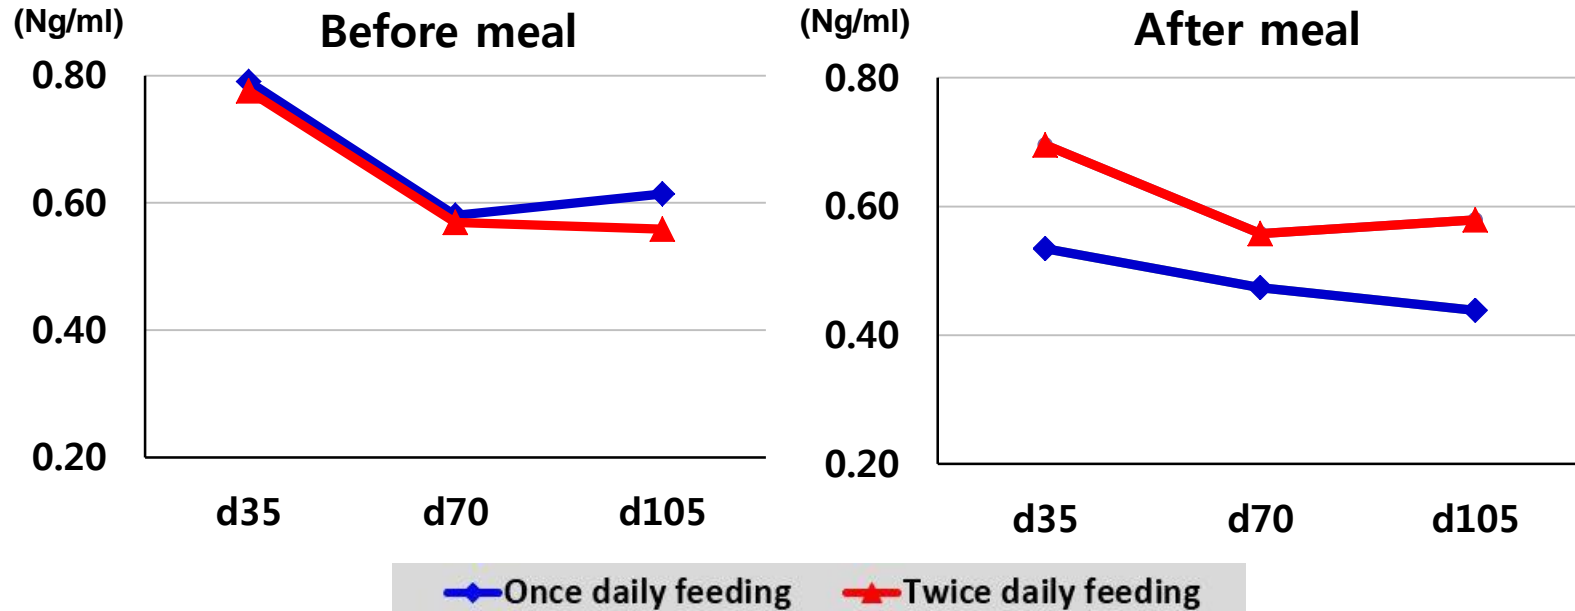 (Ng/ml)
Before meal
0.80
0.60
0.40
0.20
d35 d70 d105
(Ng/ml)
After meal
0.80
0.60
0.40
0.20
d35 d70 d105
Once daily feeding Twice daily feeding